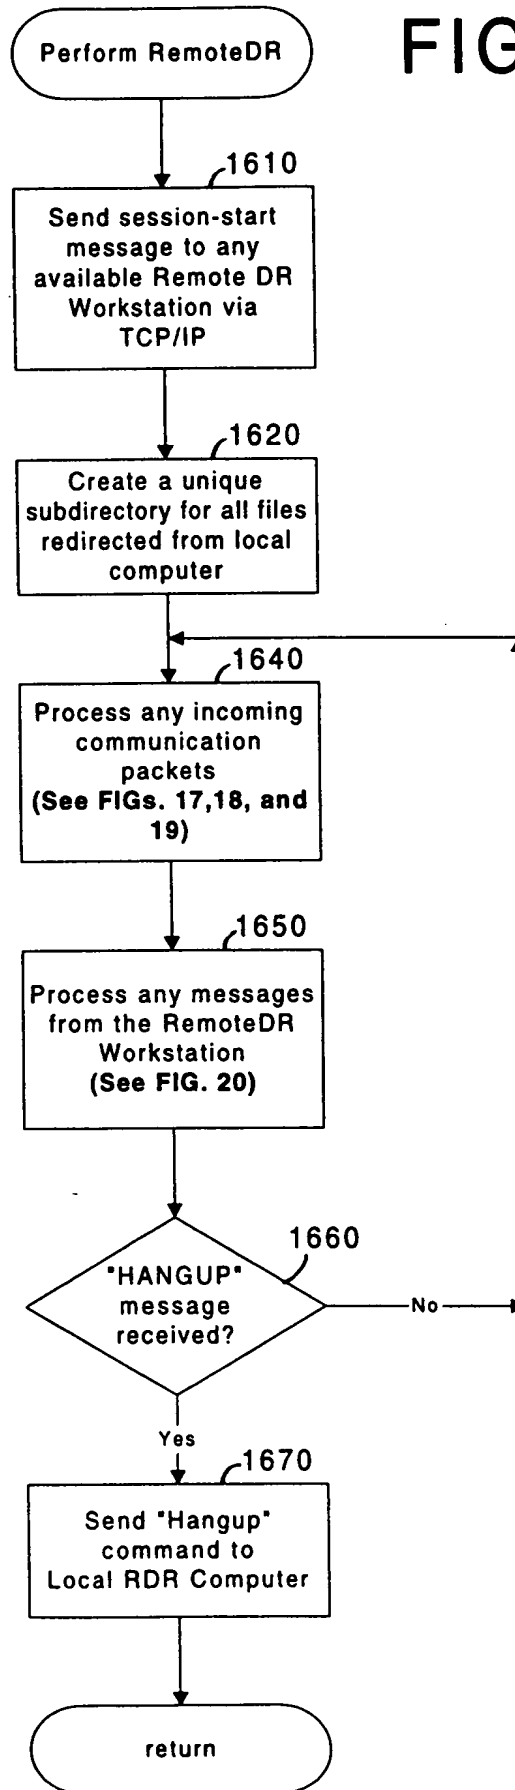 Perform RemoteDR
FIG
1610
Send session-start
message to any
available Remote DR
Workstation via
TCP/IP
1620
Create a unique
subdirectory for all files
redirected from local
computer
1640
Process any incoming
communication
packets
(See FIGs. 17,18, and
19)
1650
Process any messages
from the RemoteDR
Workstation
(See FIG. 20)
1660
"HANGUP"
message
received?
No
Yes
1670
Send "Hangup"
command to
Local RDR Computer
return